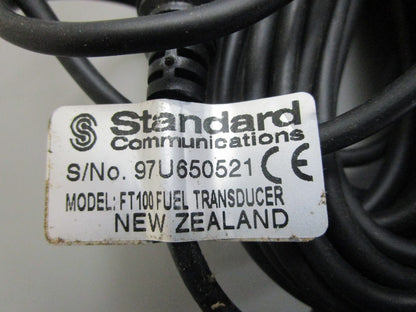 Standard
Communications
S/No. 97U650521 CE
MODEL: FT100 FUEL TRANSDUCER
NEW ZEALAND